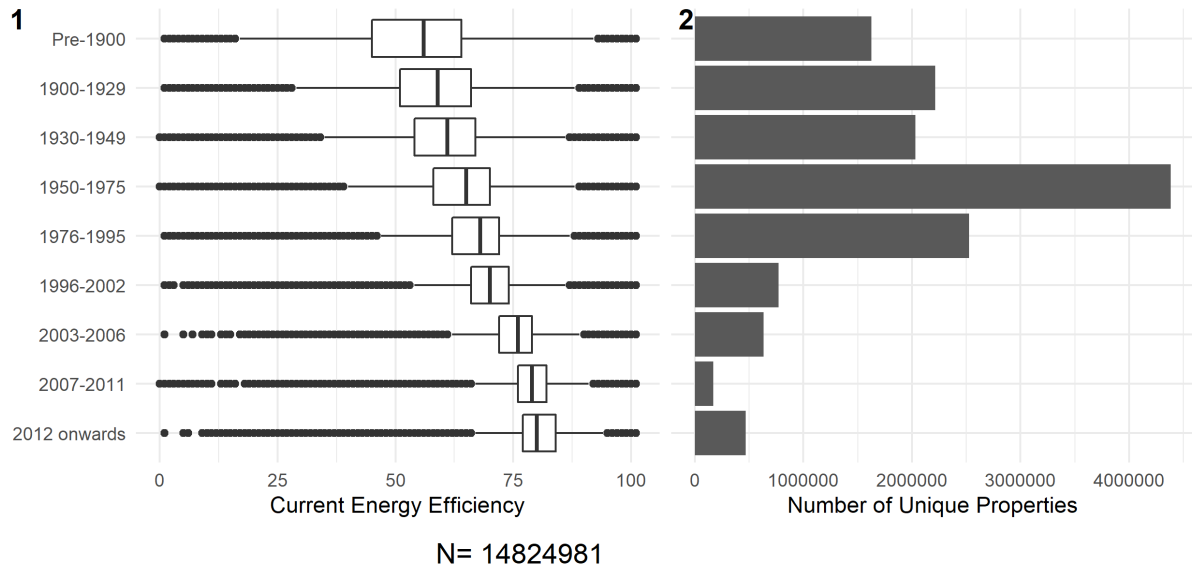 1
Pre-1900
1900-1929
1930-1949
1950-1975
1976-1995
1996-2002
2003-2006
2007-2011
2012 onwards
0 25 50 75 100
Current Energy Efficiency
2
0 1000000 2000000 3000000 4000000
Number of Unique Properties
N= 14824981